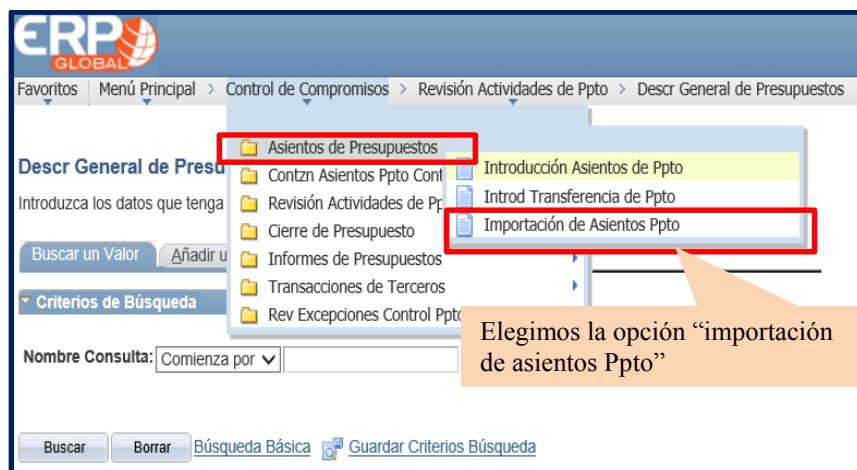 ERP
GLOBAL
Favoritos Menú Principal > Control de Compromisos > Revisión Actividades de Ppto > Descr General de Presupuestos
Asientos de Presupuestos
Introducción Asientos de Ppto
Descr General de Presu
Contzn Asientos Ppto Cont
Introduzca los datos que tenga
Revisión Actividades de Pp
Introd Transferencia de Ppto
Cierre de Presupuesto
Importación de Asientos Ppto
Buscar un Valor Añadir u
Informes de Presupuestos
Transacciones de Terceros
Criterios de Búsqueda
Rev Excepciones Control Ppto
Elegimos la opción “importación
de asientos Ppto”
Nombre Consulta: Comienza por
Buscar Borrar Búsqueda Básica Guardar Criterios Búsqueda